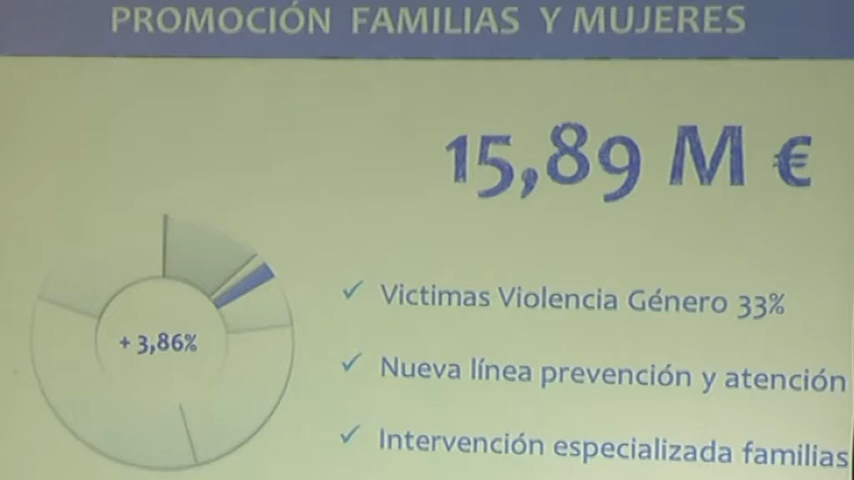 PROMOCIÓN FAMILIAS Y MUJERES
15,89 M €
+ 3,86%
✓ Victimas Violencia Género 33%
✓ Nueva línea prevención y atención
✓ Intervención especializada familias